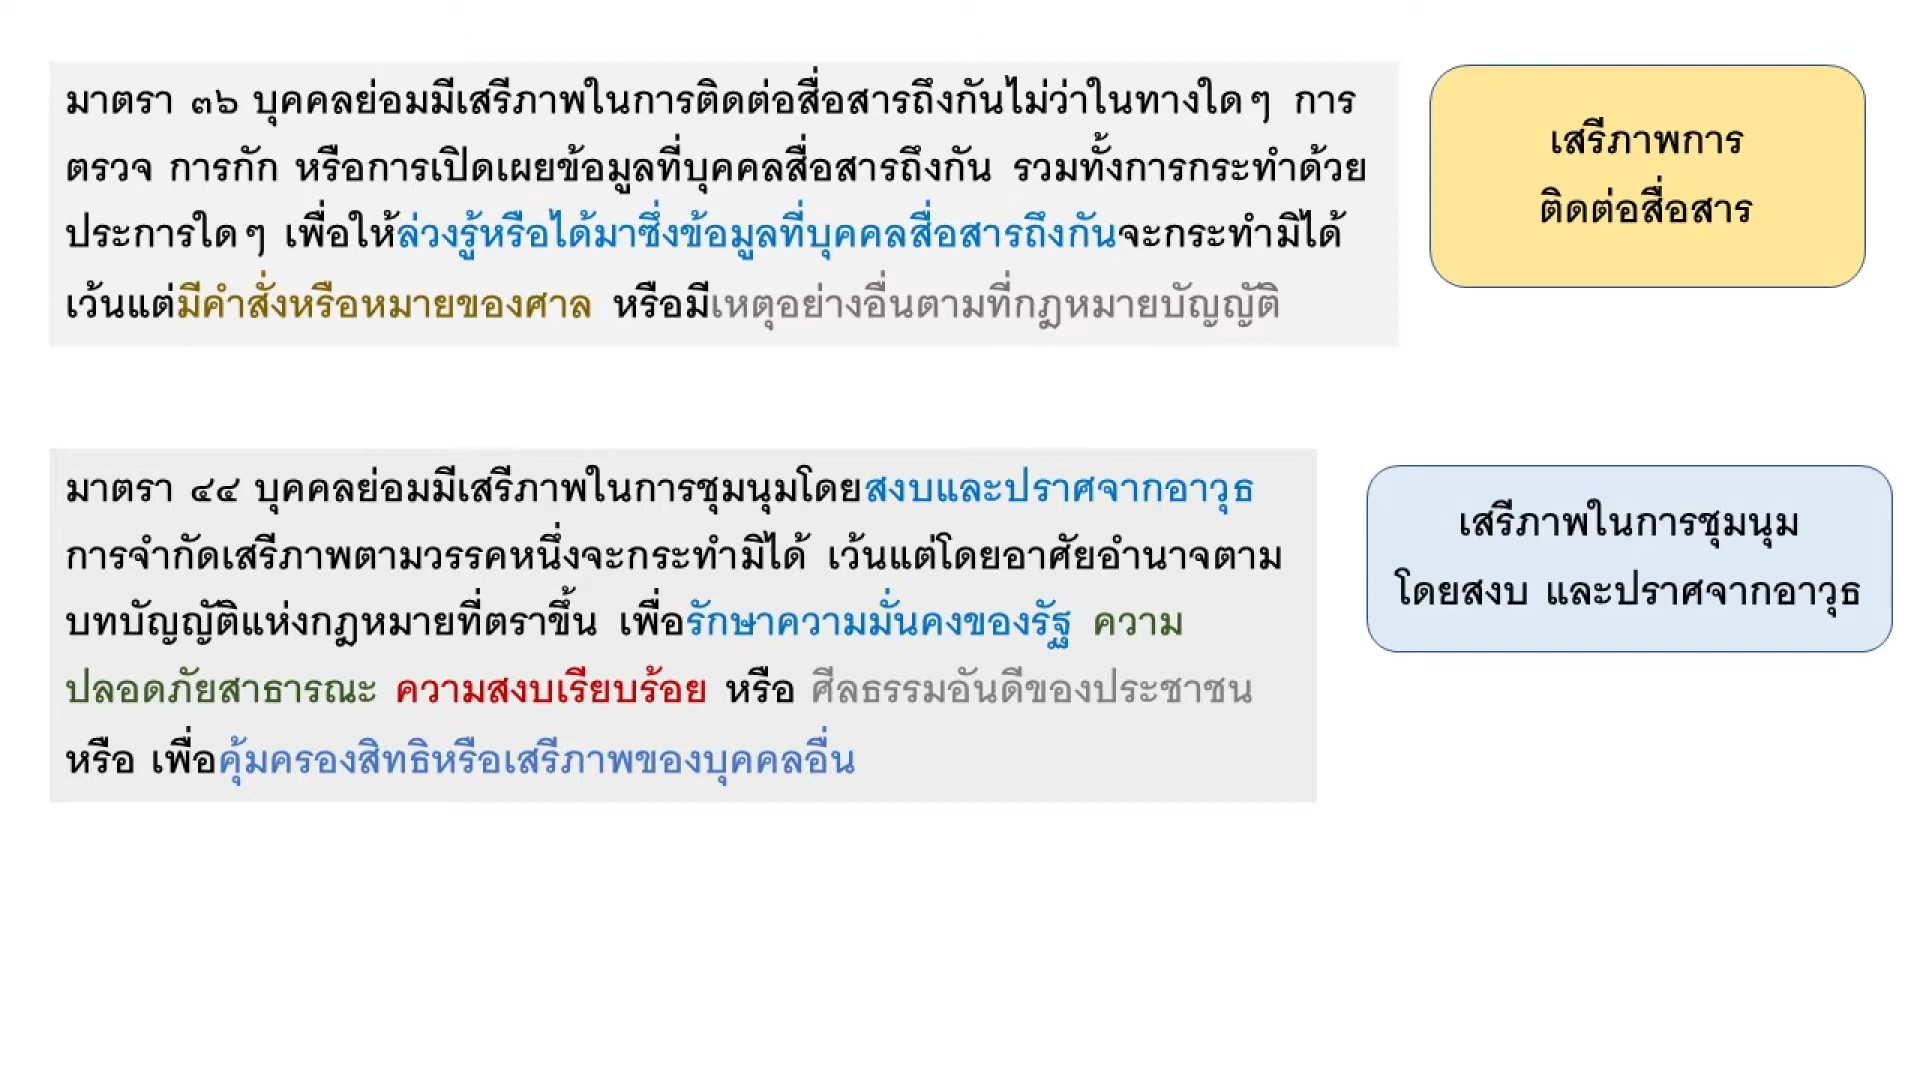 มาตรา ๓๖ บุคคลย่อมมีเสรีภาพในการติดต่อสื่อสารถึงกันไม่ว่าในทางใดๆ การ
ตรวจ การกัก หรือการเปิดเผยข้อมูลที่บุคคลสื่อสารถึงกัน รวมทั้งการกระทำด้วย
ประการใดๆ เพื่อให้ล่วงรู้หรือได้มาซึ่งข้อมูลที่บุคคลสื่อสารถึงกันจะกระทำมิได้
เว้นแต่มีคำสั่งหรือหมายของศาล หรือมีเหตุอย่างอื่นตามที่กฎหมายบัญญัติ
เสรีภาพการ
ติดต่อสื่อสาร
มาตรา ๔๔ บุคคลย่อมมีเสรีภาพในการชุมนุมโดยสงบและปราศจากอาวุธ
การจำกัดเสรีภาพตามวรรคหนึ่งจะกระทำมิได้ เว้นแต่โดยอาศัยอำนาจตาม
บทบัญญัติแห่งกฎหมายที่ตราขึ้น เพื่อรักษาความมั่นคงของรัฐ ความ
ปลอดภัยสาธารณะ ความสงบเรียบร้อย หรือ ศีลธรรมอันดีของประชาชน
หรือ เพื่อคุ้มครองสิทธิหรือเสรีภาพของบุคคลอื่น
เสรีภาพในการชุมนุม
โดยสงบ และปราศจากอาวุธ